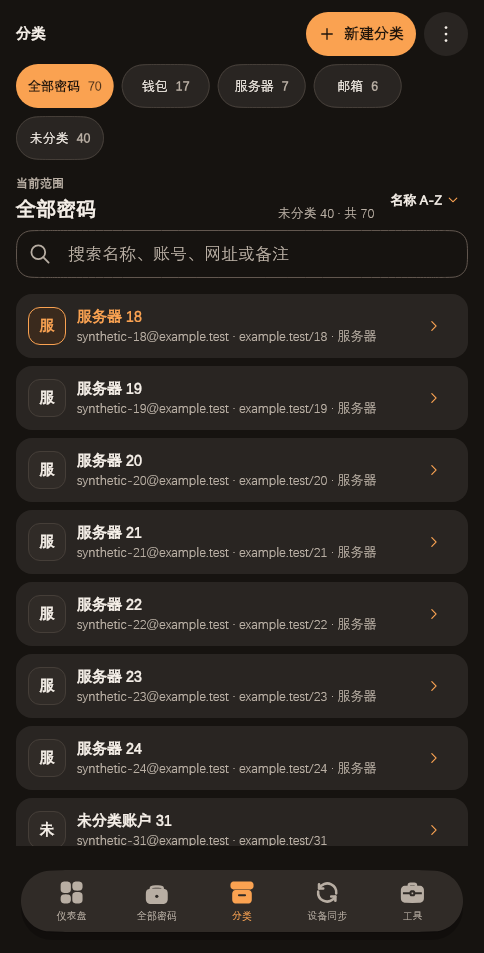 分类
新建分类
全部密码 70
钱包 17
服务器 7
邮箱 6
未分类 40
当前范围
全部密码
未分类 40 · 共 70
名称 A-Z
搜索名称、账号、网址或备注
服
服务器 18
synthetic-18@example.test · example.test/18 · 服务器
服
服务器 19
synthetic-19@example.test · example.test/19 · 服务器
服
服务器 20
synthetic-20@example.test · example.test/20 · 服务器
服
服务器 21
synthetic-21@example.test · example.test/21 · 服务器
服
服务器 22
synthetic-22@example.test · example.test/22 · 服务器
服
服务器 23
synthetic-23@example.test · example.test/23 · 服务器
服
服务器 24
synthetic-24@example.test · example.test/24 · 服务器
未
未分类账户 31
synthetic-31@example.test · example.test/31
仪表盘
全部密码
分类
设备同步
工具